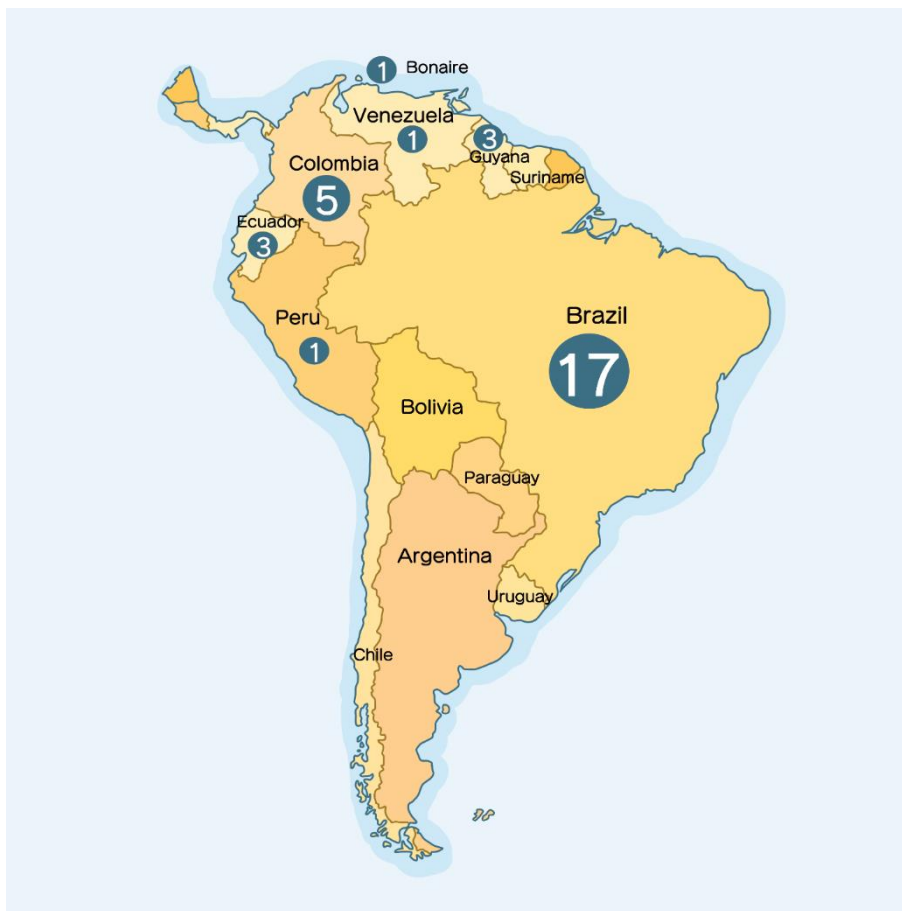 1 Bonaire
Venezuela
1
3
Guyana
Suriname
Colombia
5
Ecuador
3
Peru
1
Brazil
17
Bolivia
Paraguay
Argentina
Uruguay
Chile